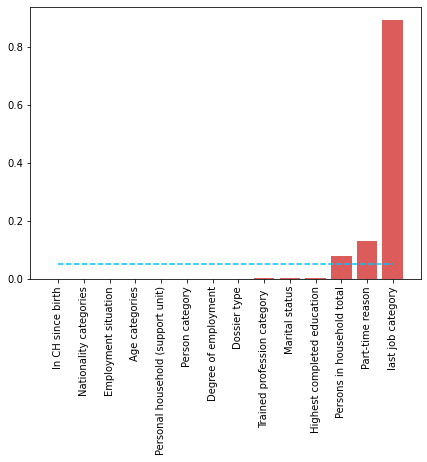 0.8
0.6
0.4
0.2
0.0
In CH since birth
Nationality categories
Employment situation
Age categories
Personal household (support unit)
Person category
Degree of employment
Dossier type
Trained profession category
Marital status
Highest completed education
Persons in household total
Part-time reason
last job category